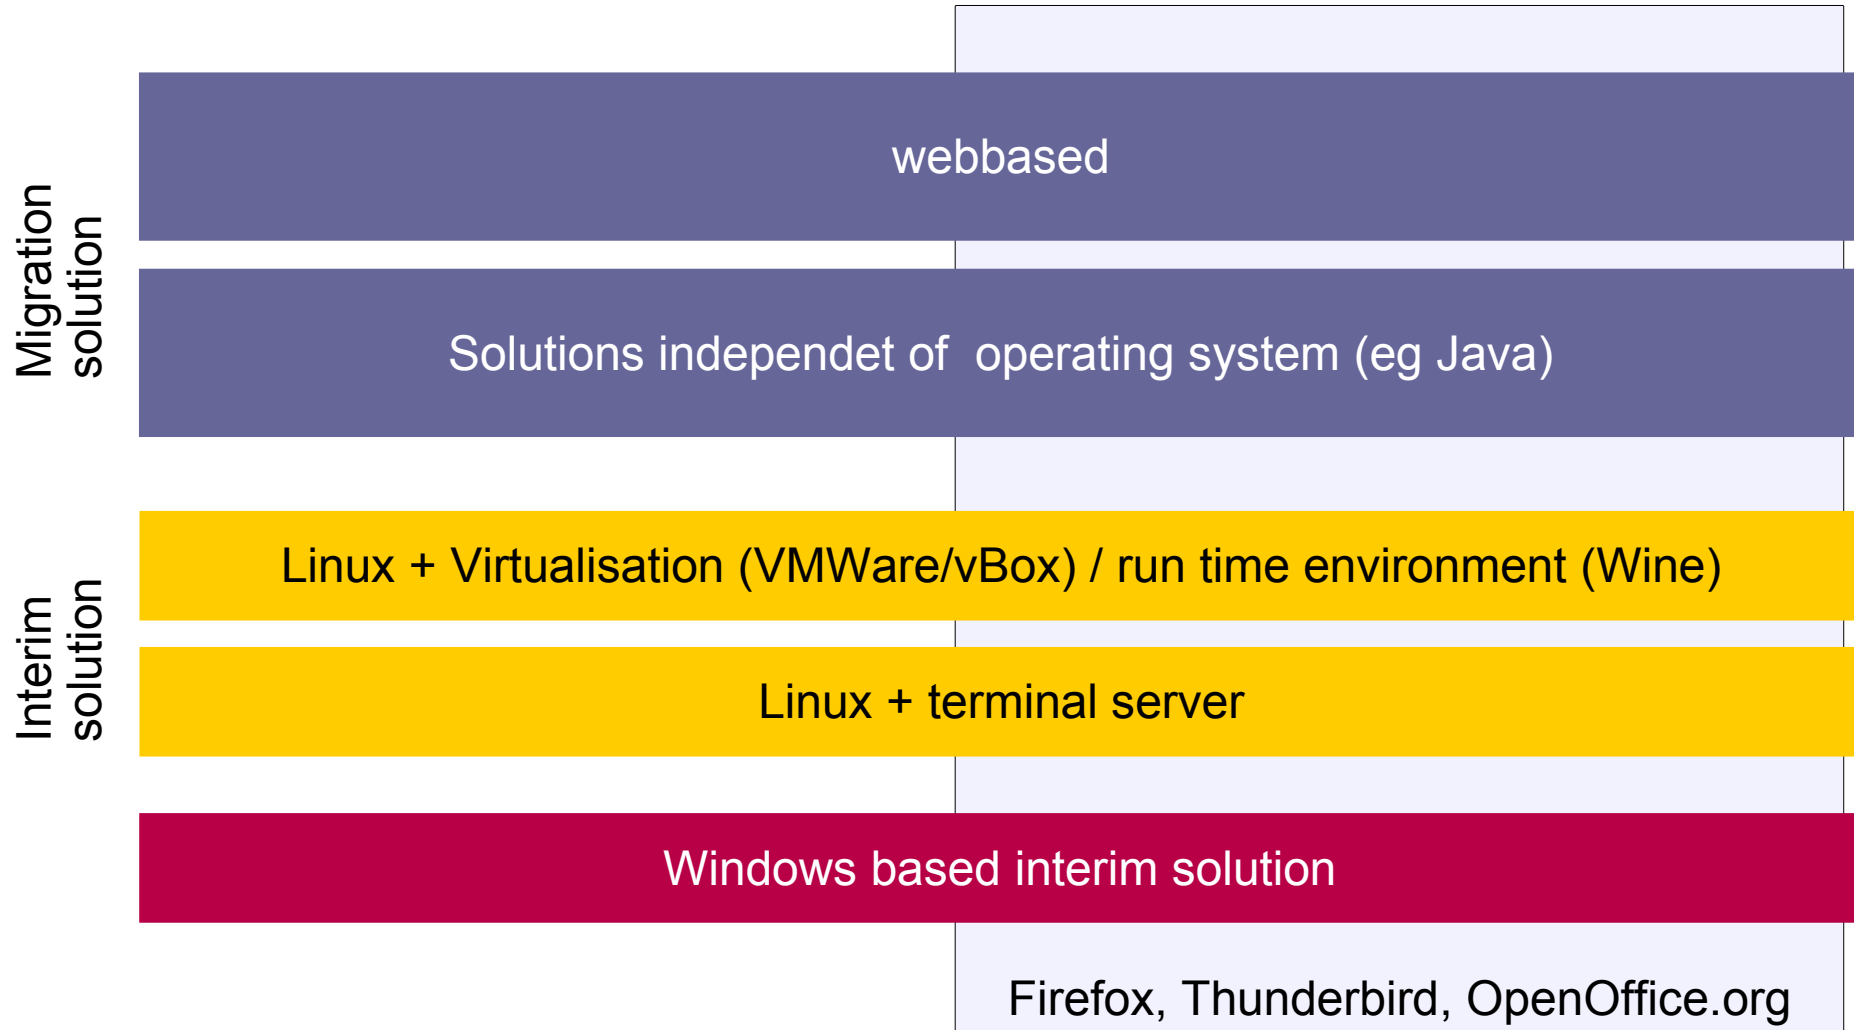 Migration
solution
webbased
Solutions independet of  operating system (eg Java)
Interim
solution
Linux + Virtualisation (VMWare/vBox) / run time environment (Wine)
Linux + terminal server
Windows based interim solution
Firefox, Thunderbird, OpenOffice.org